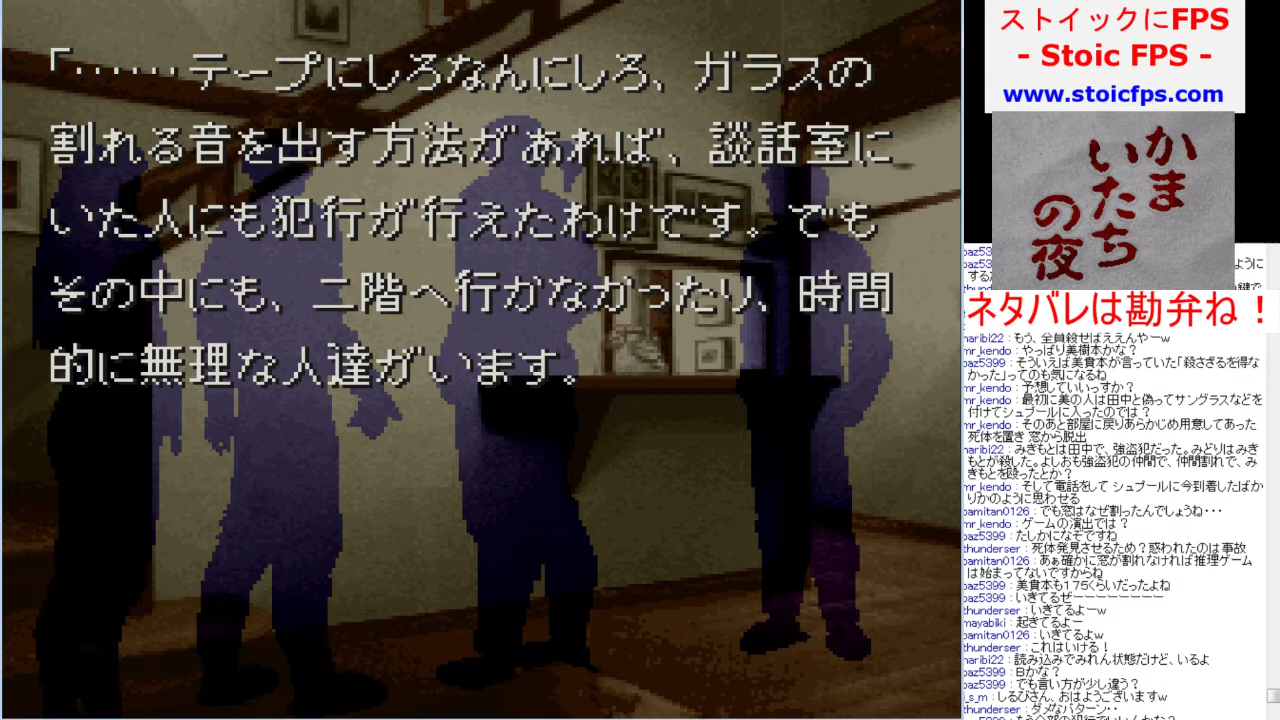 「……テープにしろなんにしろ、ガラスの
割れる音を出す方法があれば、談話室に
いた人にも犯行が行えたわけです。でも
その中にも、二階へ行かなかったり、時間
的に無理な人達がいます。
ストイックにFPS
- Stoic FPS -
www.stoicfps.com
かま
いたち
の夜
ネタバレは勘弁ね！
haribi22：もう、全員殺せばええんやーw
mr_kendo：やっぱり美樹本かな？
paz5399：そういえば美貴本が言っていた「殺さざるを得な
かった」ってのも気になるね
mr_kendo：予想していいっすか？
mr_kendo：最初に美の人は田中と偽ってサングラスなどを
付けてシュプールに入ったのでは？
mr_kendo：そのあと部屋に戻りあらかじめ用意してあった
死体を置き 窓から脱出
haribi22：みきもとは田中で、強盗犯だった。みどりはみき
もとが殺した。よしおも強盗犯の仲間で、仲間割れで、み
きもとを殴ったとか？
mr_kendo：そして電話をして シュプールに今到着したばか
りかのように思わせる
pamitan0126：でも窓はなぜ割ったんでしょうね・・・
mr_kendo：ゲームの演出では？
paz5399：たしかになぞですね
thunderser：死体発見させるため？惑われたのは事故
pamitan0126：あぁ確かに窓が割れなければ推理ゲーム
は始まってないですからね
paz5399：美貴本も175くらいだったよね
paz5399：いきてるぜーーーーーーーー
thunderser：いきてるよーw
mayabiki：起きてるよー
pamitan0126：いきてるよw
thunderser：これはいける！
haribi22：読み込みでみれん状態だけど、いるよ
paz5399：Bかな？
paz5399：でも言い方が少し違う？
i_s_m：しるびさん、おはようございますw
thunderser：ダメなパターン・・